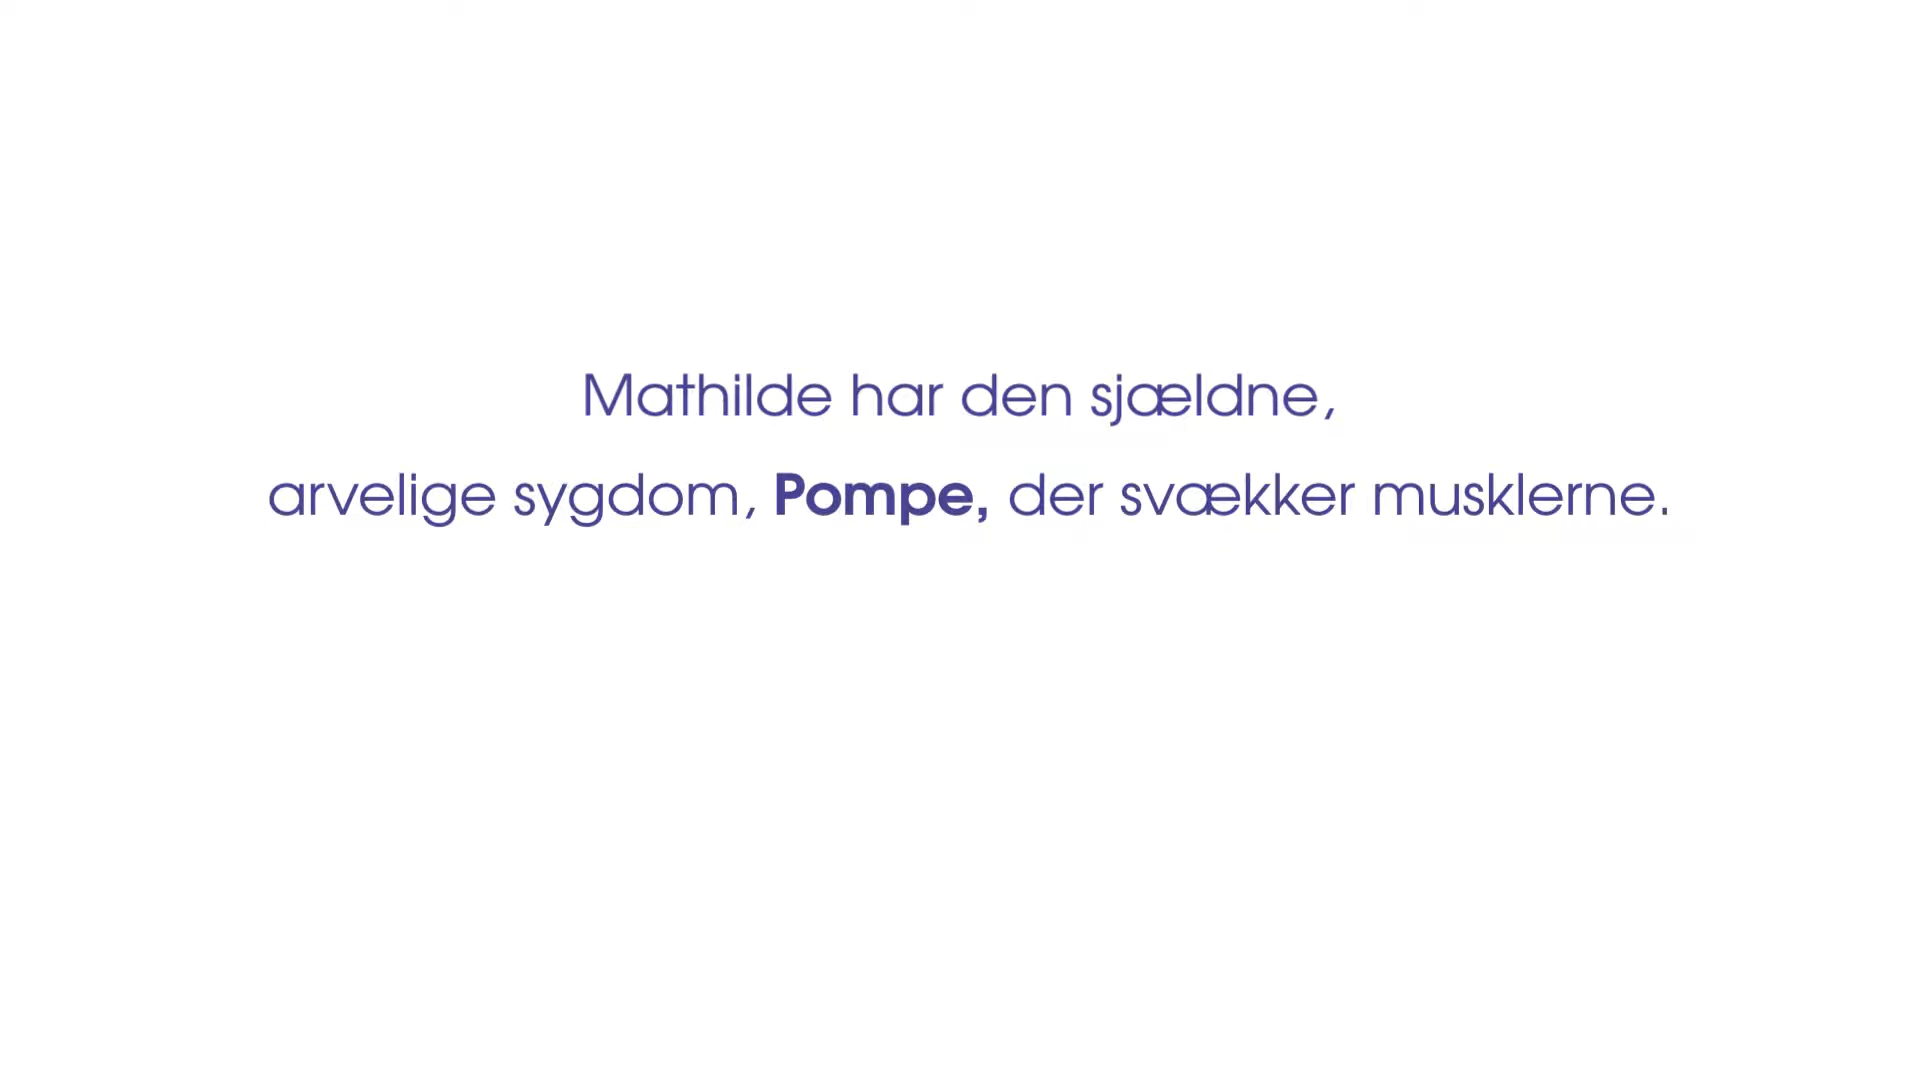 Mathilde har den sjældne,
arvelige sygdom, Pompe, der svækker musklerne.